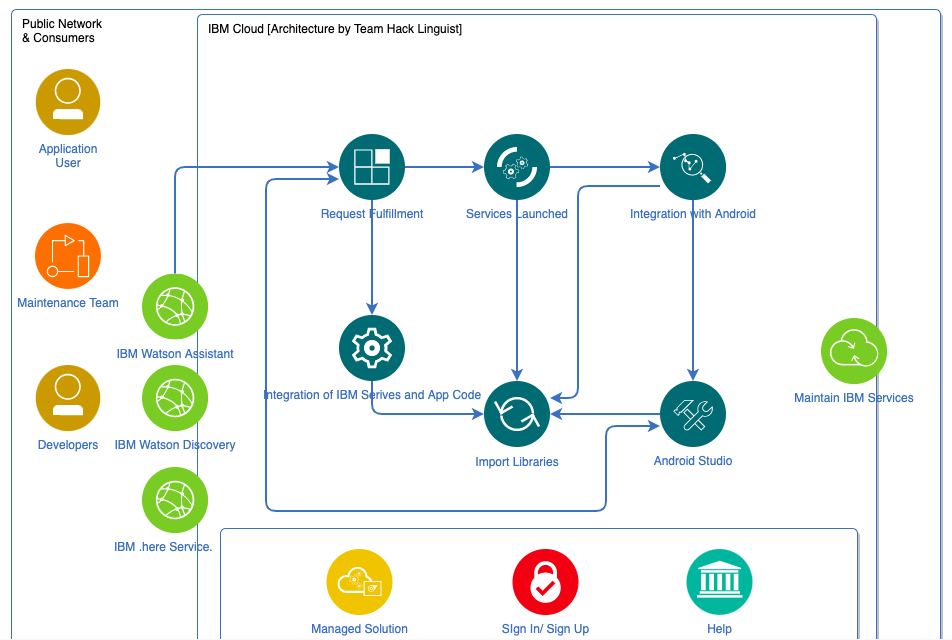 Public Network
& Consumers
IBM Cloud [Architecture by Team Hack Linguist]
Application
User
Request Fulfillment
Services Launched
Integration with Android
Maintenance Team
IBM Watson Assistant
Integration of IBM Serives and App Code
Maintain IBM Services
Developers
IBM Watson Discovery
Import Libraries
Android Studio
IBM .here Service.
Managed Solution
SIgn In/ Sign Up
Help